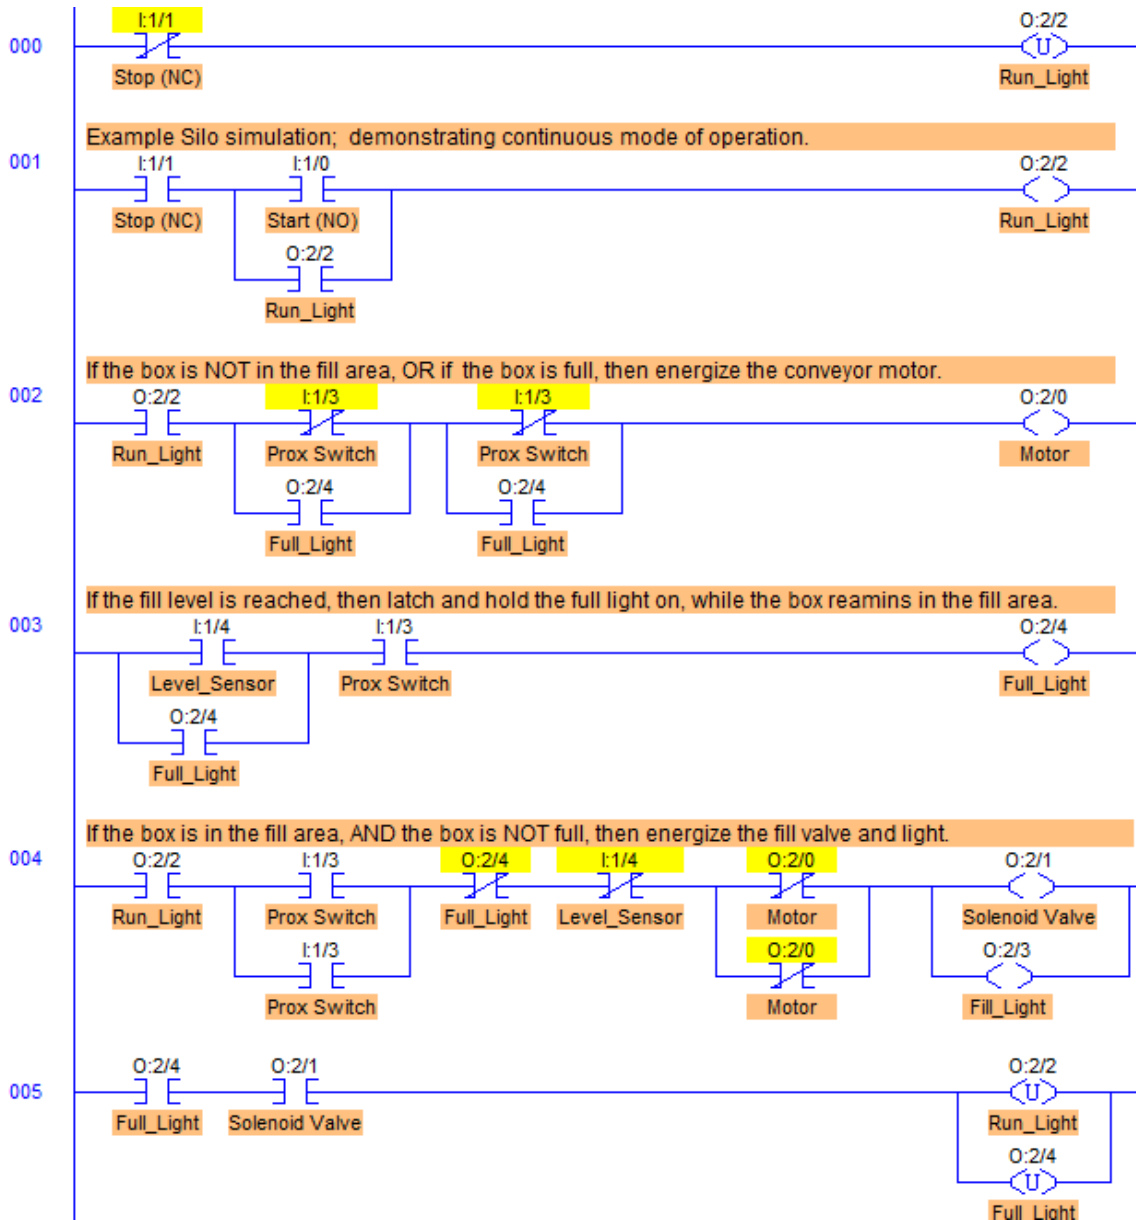 I:1/1 O:2/2
000 U
Stop (NC) Run_Light
Example Silo simulation; demonstrating continuous mode of operation.
001 I:1/1 I:1/0 O:2/2
Stop (NC) Start (NO) Run_Light
O:2/2
Run_Light
If the box is NOT in the fill area, OR if the box is full, then energize the conveyor motor.
002 O:2/2 I:1/3 I:1/3 O:2/0
Run_Light Prox Switch Prox Switch Motor
O:2/4 O:2/4
Full_Light Full_Light
If the fill level is reached, then latch and hold the full light on, while the box reamins in the fill area.
003 I:1/4 I:1/3 O:2/4
Level_Sensor Prox Switch Full_Light
O:2/4
Full_Light
If the box is in the fill area, AND the box is NOT full, then energize the fill valve and light.
004 O:2/2 I:1/3 O:2/4 I:1/4 O:2/0 O:2/1
Run_Light Prox Switch Full_Light Level_Sensor Motor Solenoid Valve
I:1/3 O:2/0 O:2/3
Prox Switch Motor Fill_Light
O:2/4 O:2/1 O:2/2
005 U
Full_Light Solenoid Valve Run_Light
O:2/4
U
Full_Light